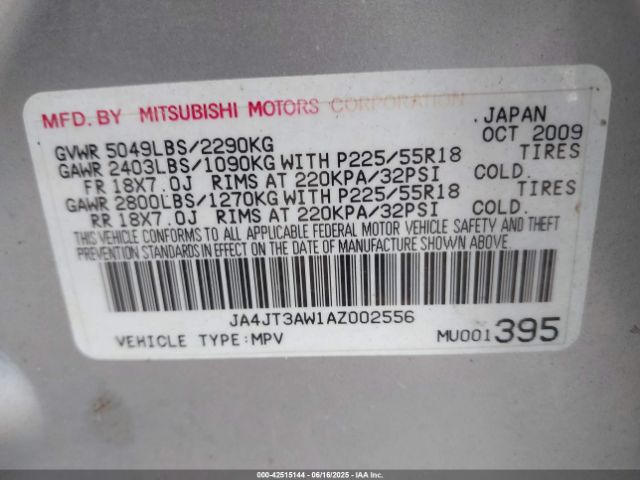 MFD. BY MITSUBISHI MOTORS CORPORATION JAPAN
GVWR 5049LBS/2290KG OCT 2009
GAWR 2403LBS/1090KG WITH P225/55R18 TIRES
FR 18X7.0J RIMS AT 220KPA/32PSI COLD.
GAWR 2800LBS/1270KG WITH P225/55R18 TIRES
RR 18X7.0J RIMS AT 220KPA/32PSI COLD.
THIS VEHICLE CONFORMS TO ALL APPLICABLE FEDERAL MOTOR VEHICLE SAFETY AND THEFT
PREVENTION STANDARDS IN EFFECT ON THE DATE OF MANUFACTURE SHOWN ABOVE.
JA4JT3AW1AZ002556
VEHICLE TYPE:MPV MU001395
000-42515144 - 06/16/2025 - IAAI.COM